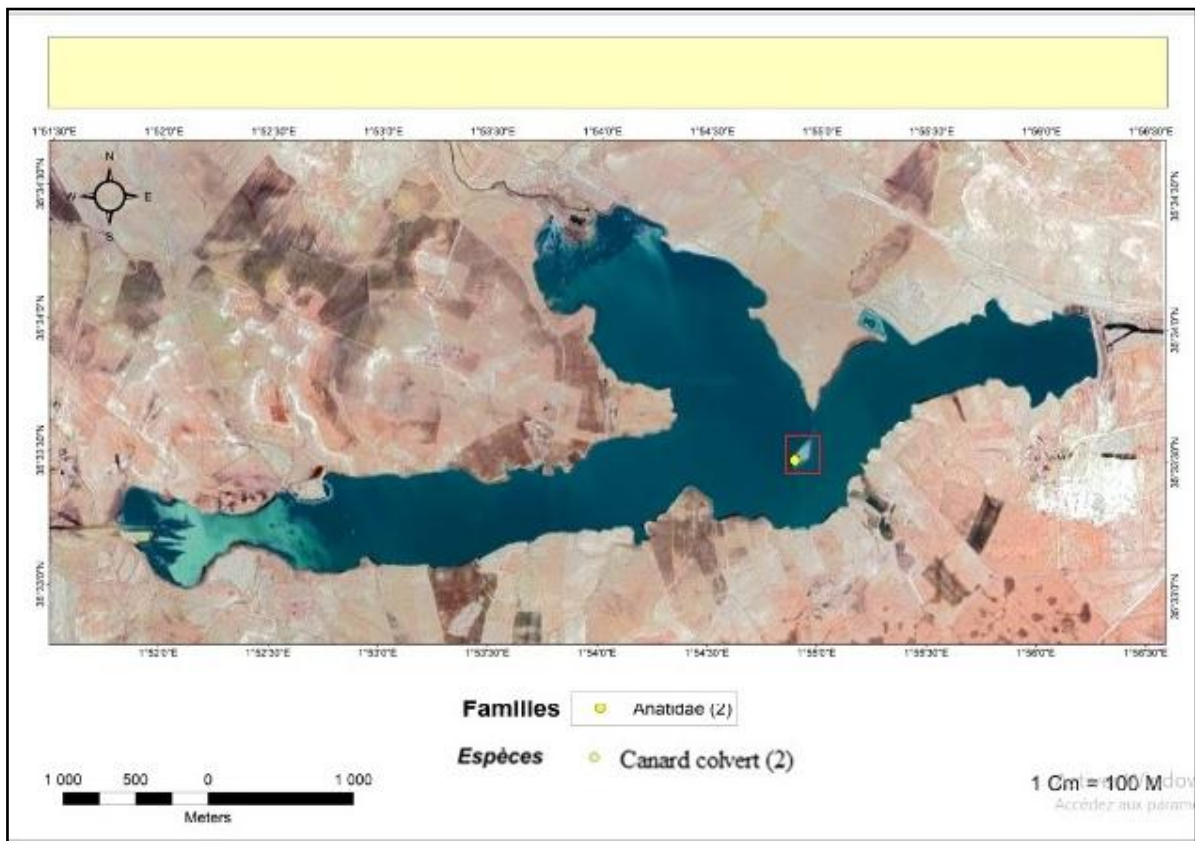 1°51'30"E 1°52'0"E 1°52'30"E 1°53'0"E 1°53'30"E 1°54'0"E 1°54'30"E 1°55'0"E 1°55'30"E 1°56'0"E 1°56'30"E
N
W E
S
1°52'0"E 1°52'30"E 1°53'0"E 1°53'30"E 1°54'0"E 1°54'30"E 1°55'0"E 1°55'30"E 1°56'0"E 1°56'30"E
Familles Anatidae (2)
Espèces Canard colvert (2)
1 000 500 0 1 000
Meters
1 Cm = 100 M
Accédez aux param